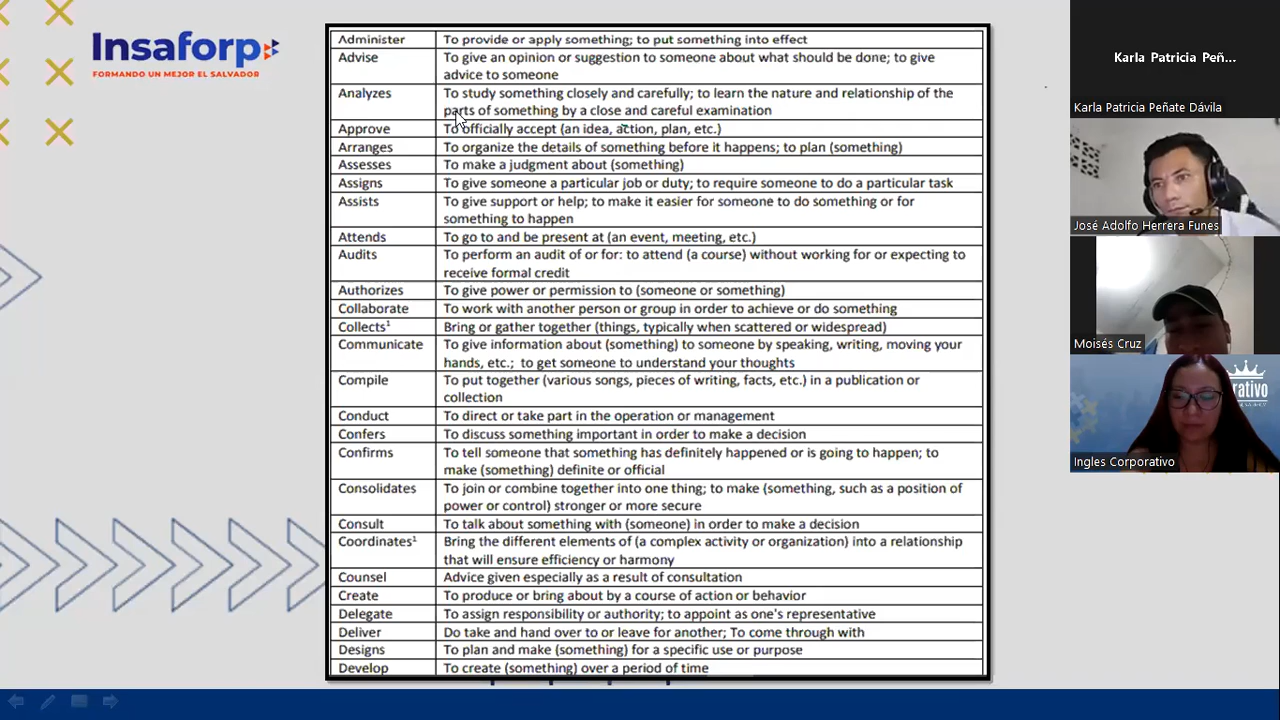 Insaforp
FORMANDO UN MEJOR EL SALVADOR
Administer To provide or apply something; to put something into effect
Advise To give an opinion or suggestion to someone about what should be done; to give
advice to someone
Analyzes To study something closely and carefully; to learn the nature and relationship of the
parts of something by a close and careful examination
Approve To officially accept (an idea, action, plan, etc.)
Arranges To organize the details of something before it happens; to plan (something)
Assesses To make a judgment about (something)
Assigns To give someone a particular job or duty; to require someone to do a particular task
Assists To give support or help; to make it easier for someone to do something or for
something to happen
Attends To go to and be present at (an event, meeting, etc.)
Audits To perform an audit of or for: to attend (a course) without working for or expecting to
receive formal credit
Authorizes To give power or permission to (someone or something)
Collaborate To work with another person or group in order to achieve or do something
Collects¹ Bring or gather together (things, typically when scattered or widespread)
Communicate To give information about (something) to someone by speaking, writing, moving your
hands, etc.; to get someone to understand your thoughts
Compile To put together (various songs, pieces of writing, facts, etc.) in a publication or
collection
Conduct To direct or take part in the operation or management
Confers To discuss something important in order to make a decision
Confirms To tell someone that something has definitely happened or is going to happen; to
make (something) definite or official
Consolidates To join or combine together into one thing; to make (something, such as a position of
power or control) stronger or more secure
Consult To talk about something with (someone) in order to make a decision
Coordinates¹ Bring the different elements of (a complex activity or organization) into a relationship
that will ensure efficiency or harmony
Counsel Advice given especially as a result of consultation
Create To produce or bring about by a course of action or behavior
Delegate To assign responsibility or authority; to appoint as one's representative
Deliver Do take and hand over to or leave for another; To come through with
Designs To plan and make (something) for a specific use or purpose
Develop To create (something) over a period of time
Karla Patricia Peñ...
Karla Patricia Peñate Dávila
José Adolfo Herrera Funes
Moisés Cruz
rativo
Ingles Corporativo